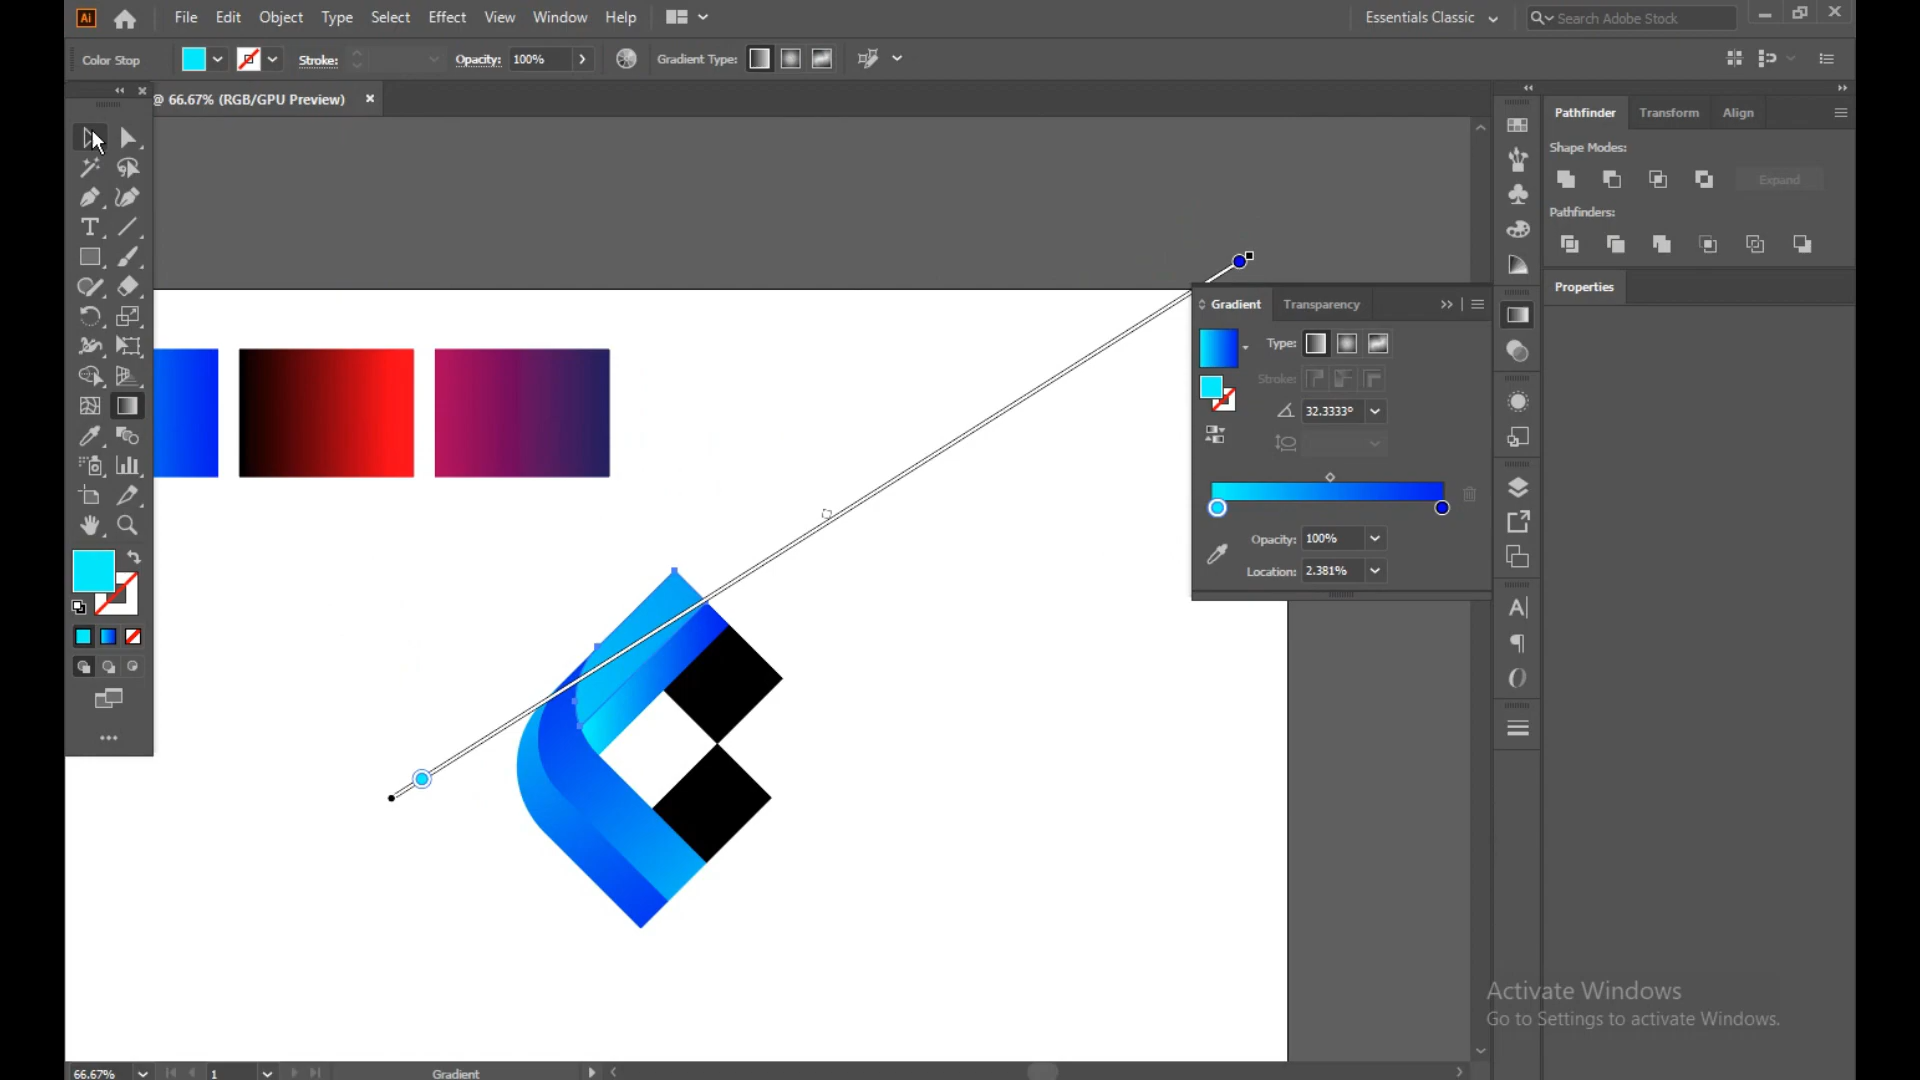 Ai File Edit Object Type Select Effect View Window Help Essentials Classic Search Adobe Stock
Color Stop Stroke: Opacity: 100% Gradient Type:
@ 66.67% (RGB/GPU Preview)
Pathfinder Transform Align
Shape Modes:
Expand
Pathfinders:
Properties
Gradient Transparency
Type:
Stroke:
32.3333°
Opacity: 100%
Location: 2.381%
Activate Windows
Go to Settings to activate Windows.
66.67% 1 Gradient